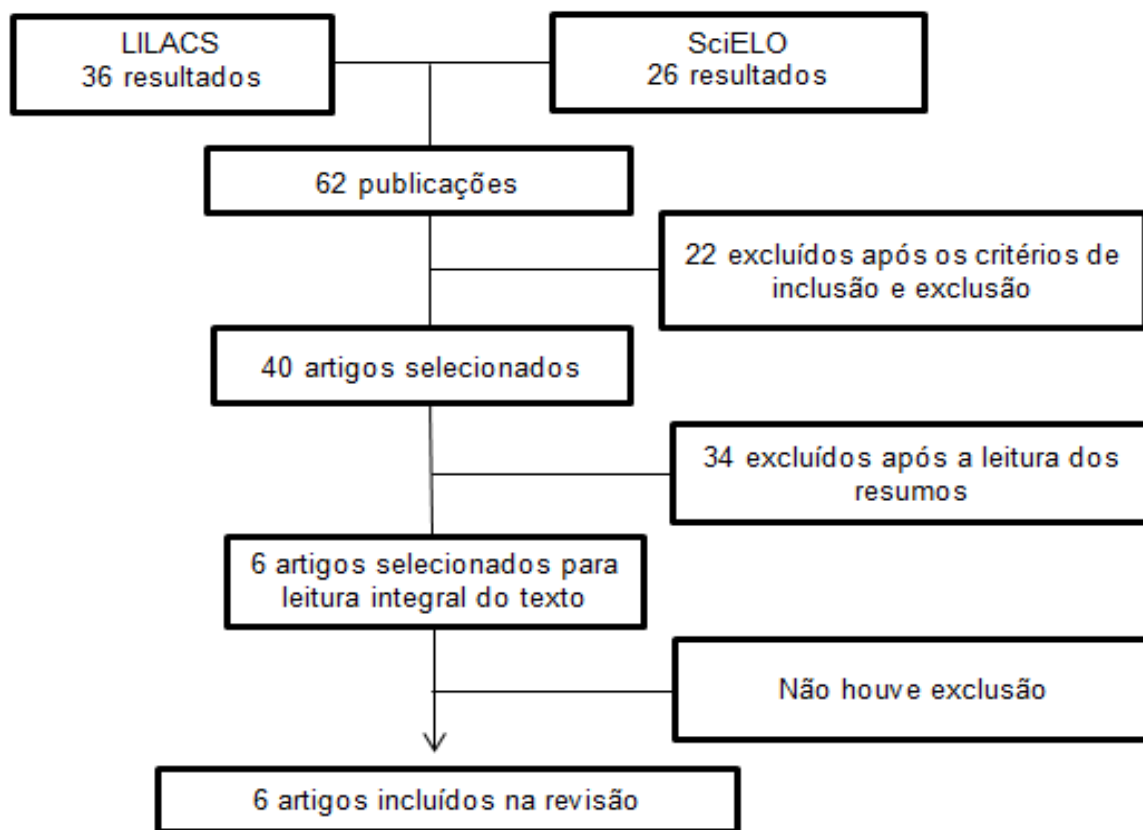 LILACS
36 resultados
SciELO
26 resultados
62 publicações
22 excluídos após os critérios de
inclusão e exclusão
40 artigos selecionados
34 excluídos após a leitura dos
resumos
6 artigos selecionados para
leitura integral do texto
Não houve exclusão
6 artigos incluídos na revisão